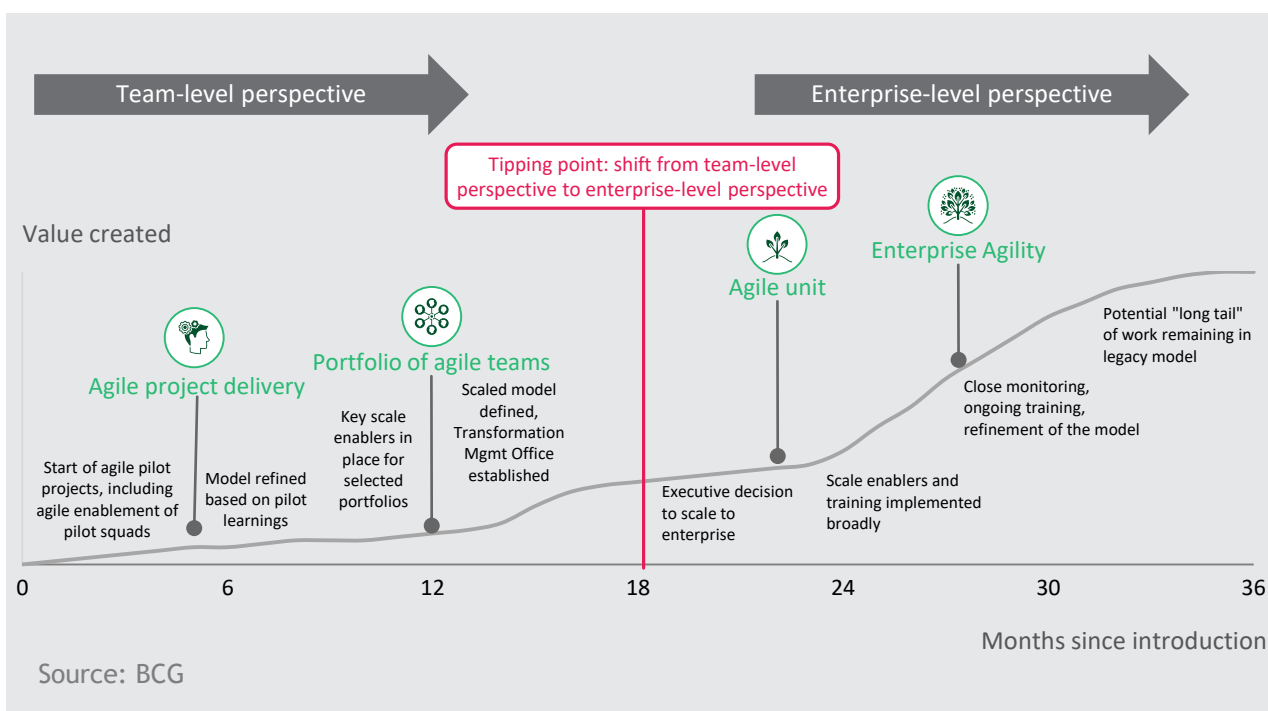 Team-level perspective
Enterprise-level perspective
Tipping point: shift from team-level
perspective to enterprise-level perspective
Value created
Enterprise Agility
Agile unit
Portfolio of agile teams
Agile project delivery
Start of agile pilot
projects, including
agile enablement of
pilot squads
Model refined
based on pilot
learnings
Key scale
enablers in
place for
selected
portfolios
Scaled model
defined,
Transformation
Mgmt Office
established
Executive decision
to scale to
enterprise
Scale enablers and
training implemented
broadly
Close monitoring,
ongoing training,
refinement of the model
Potential "long tail"
of work remaining in
legacy model
0 6 12 18 24 30 36
Months since introduction
Source: BCG